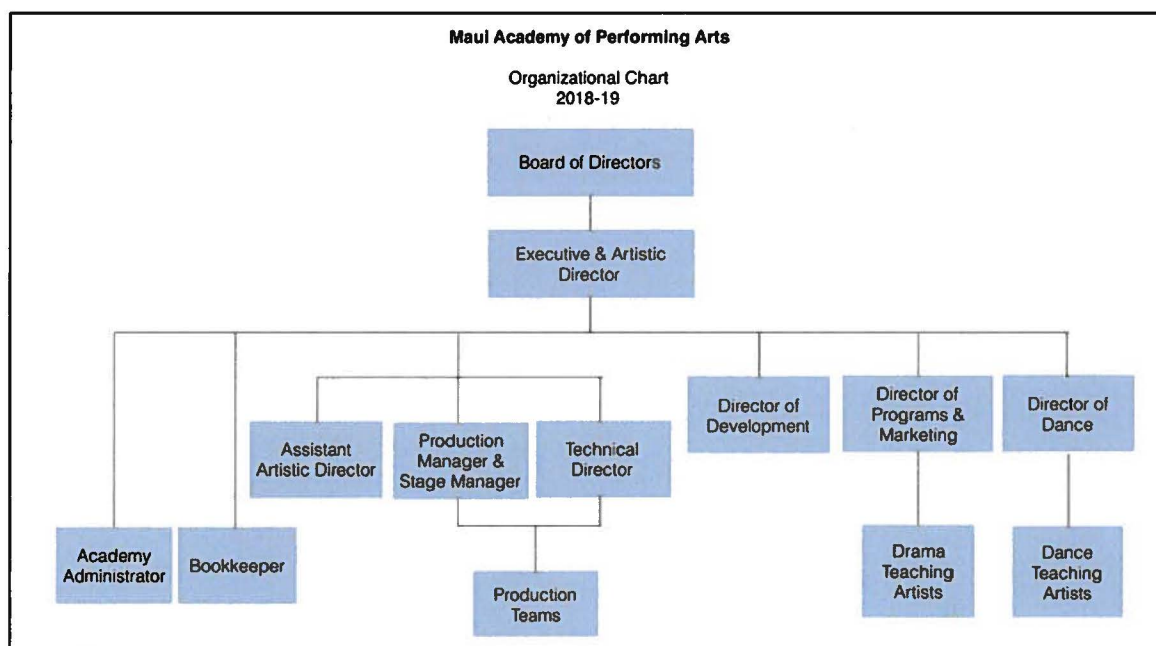 Maui Academy of Performing Arts
Organizational Chart
2018-19
Board of Directors
Executive & Artistic
Director
Assistant
Artistic Director
Production
Manager &
Stage Manager
Technical
Director
Director of
Development
Director of
Programs &
Marketing
Director of
Dance
Academy
Administrator
Bookkeeper
Production
Teams
Drama
Teaching
Artists
Dance
Teaching
Artists